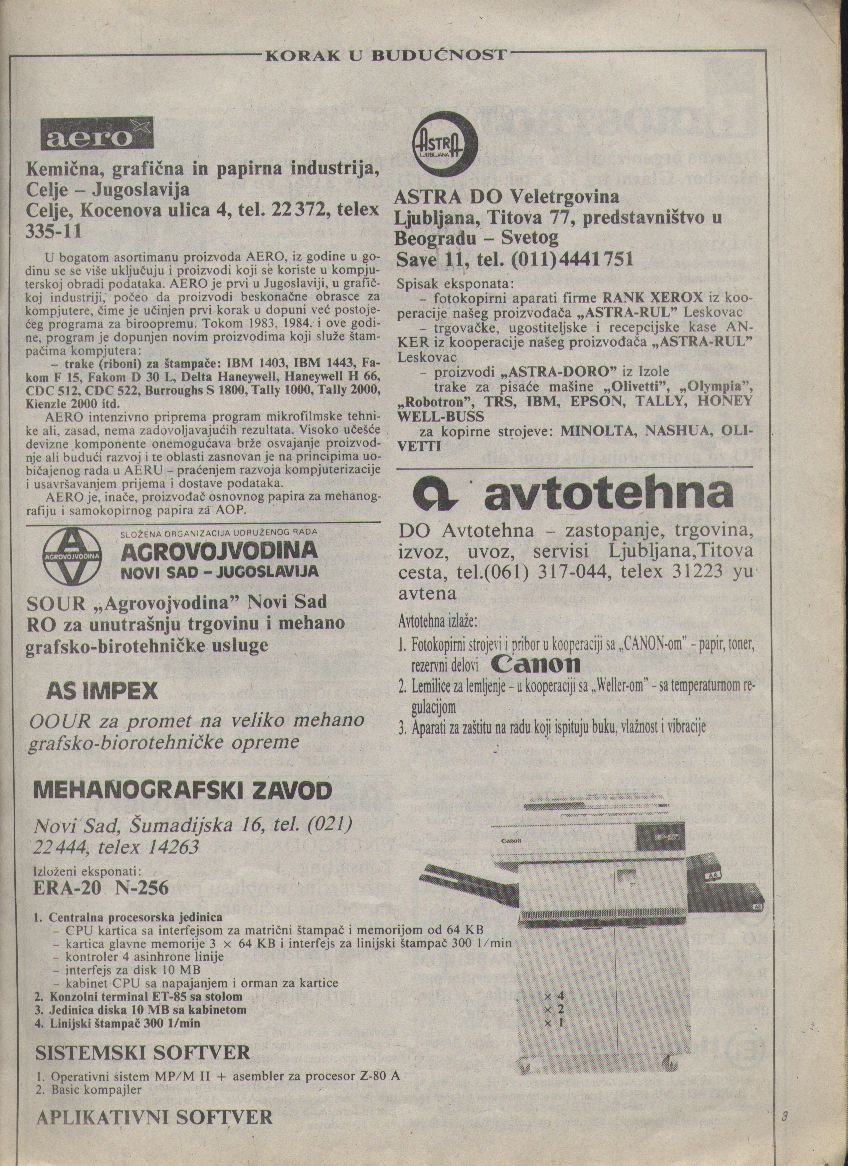 KORAK U BUDUĆNOST
aero
Kemična, grafična in papirna industrija,
Celje – Jugoslavija
Celje, Kocenova ulica 4, tel. 22372, telex
335-11
U bogatom asortimanu proizvoda AERO, iz godine u go-
dinu se se više uključuju i proizvodi koji se koriste u kompju-
terskoj obradi podataka. AERO je prvi u Jugoslaviji, u grafič-
koj industriji, počeo da proizvodi beskonačne obrasce za
kompjutere, čime je učinjen prvi korak u dopuni već postoje-
ćeg programa za biroopremu. Tokom 1983, 1984. i ove godi-
ne, program je dopunjen novim proizvodima koji služe štam-
pačima kompjutera:
– trake (riboni) za štampače: IBM 1403, IBM 1443, Fa-
kom F 15, Fakom D 30 L, Delta Haneywell, Haneywell H 66,
CDC 512, CDC 522, Burroughs S 1800, Tally 1000, Tally 2000,
Kienzle 2000 itd.
AERO intenzivno priprema program mikrofilmske tehni-
ke ali, zasad, nema zadovoljavajućih rezultata. Visoko učešće
devizne komponente onemogućava brže osvajanje proizvod-
nje ali budući razvoj i te oblasti zasnovan je na principima uo-
bičajenog rada u AERU – praćenjem razvoja kompjuterizacije
i usavršavanjem prijema i dostave podataka.
AERO je, inače, proizvođač osnovnog papira za mehanog-
rafiju i samokopirnog papira za AOP.
AGROVOJVODINA
SLOŽENA ORGANIZACIJA UDRUŽENOG RADA
AGROVOJVODINA
NOVI SAD – JUGOSLAVIJA
SOUR „Agrovojvodina” Novi Sad
RO za unutrašnju trgovinu i mehano
grafsko-birotehničke usluge
AS IMPEX
OOUR za promet na veliko mehano
grafsko-biorotehničke opreme
MEHANOGRAFSKI ZAVOD
Novi Sad, Šumadijska 16, tel. (021)
22444, telex 14263
Izloženi eksponati:
ERA-20 N-256
1. Centralna procesorska jedinica
– CPU kartica sa interfejsom za matrični štampač i memorijom od 64 KB
– kartica glavne memorije 3 × 64 KB i interfejs za linijski štampač 300 1/min
– kontroler 4 asinhrone linije × 4
– interfejs za disk 10 MB × 2
– kabinet CPU sa napajanjem i orman za kartice × 1
2. Konzolni terminal ET-85 sa stolom
3. Jedinica diska 10 MB sa kabinetom
4. Linijski štampač 300 1/min
SISTEMSKI SOFTVER
1. Operativni sistem MP/M II + asembler za procesor Z-80 A
2. Basic kompajler
APLIKATIVNI SOFTVER
ASTRA
LJUBLJANA
ASTRA DO Veletrgovina
Ljubljana, Titova 77, predstavništvo u
Beogradu – Svetog
Save 11, tel. (011)4441751
Spisak eksponata:
– fotokopirni aparati firme RANK XEROX iz koo-
peracije našeg proizvođača „ASTRA-RUL” Leskovac
– trgovačke, ugostiteljske i recepcijske kase AN-
KER iz kooperacije našeg proizvođača „ASTRA-RUL”
Leskovac
– proizvodi „ASTRA-DORO” iz Izole
trake za pisaće mašine „Olivetti”, „Olympia”,
„Robotron”, TRS, IBM, EPSON, TALLY, HONEY
WELL-BUSS
za kopirne strojeve: MINOLTA, NASHUA, OLI-
VETTI
a avtotehna
DO Avtotehna – zastopanje, trgovina,
izvoz, uvoz, servisi Ljubljana,Titova
cesta, tel.(061) 317-044, telex 31223 yu
avtena
Avtotehna izlaže:
1. Fotokopirni strojevi i pribor u kooperaciji sa „CANON-om” – papir, toner,
rezervni delovi Canon
2. Lemilice za lemljenje – u kooperaciji sa „Weller-om” – sa temperaturnom re-
gulacijom
3. Aparati za zaštitu na radu koji ispituju buku, vlažnost i vibracije
Canon
3